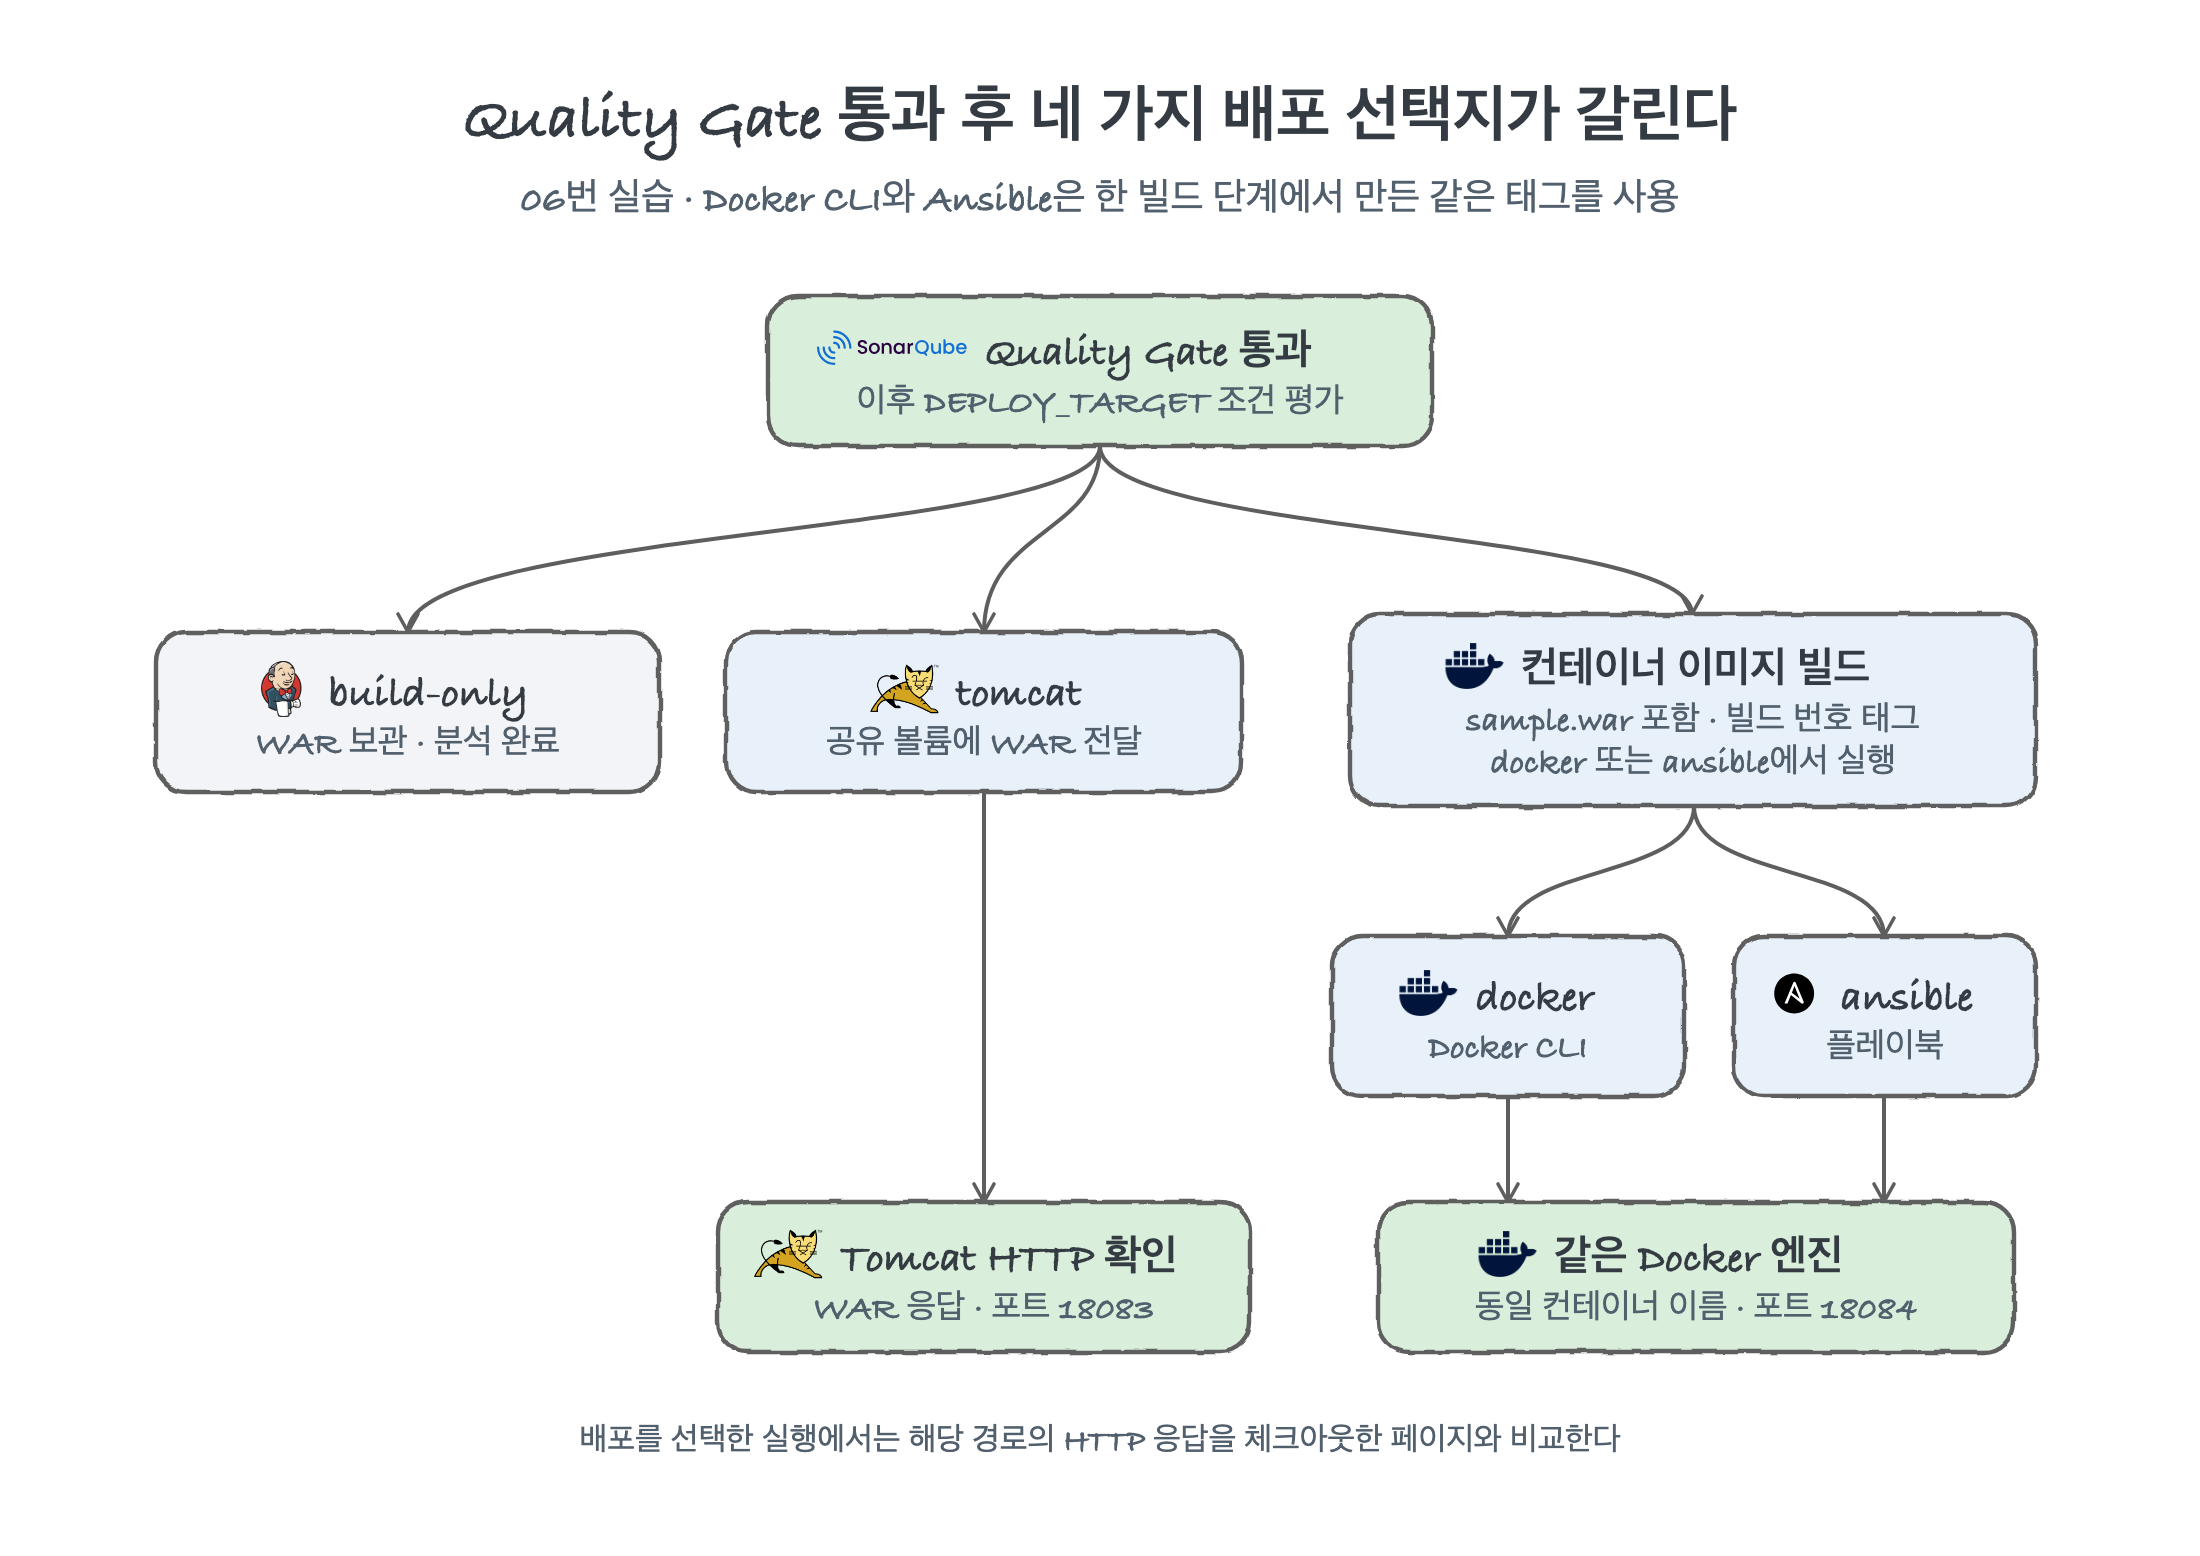 Quality Gate 통과 후 네 가지 배포 선택지가 갈린다
06번 실습 · Docker CLI와 Ansible은 한 빌드 단계에서 만든 같은 태그를 사용
SonarQube Quality Gate 통과
이후 DEPLOY_TARGET 조건 평가
build-only
WAR 보관 · 분석 완료
tomcat
공유 볼륨에 WAR 전달
컨테이너 이미지 빌드
sample.war 포함 · 빌드 번호 태그
docker 또는 ansible에서 실행
docker
Docker CLI
ansible
플레이북
Tomcat HTTP 확인
WAR 응답 · 포트 18083
같은 Docker 엔진
동일 컨테이너 이름 · 포트 18084
배포를 선택한 실행에서는 해당 경로의 HTTP 응답을 체크아웃한 페이지와 비교한다